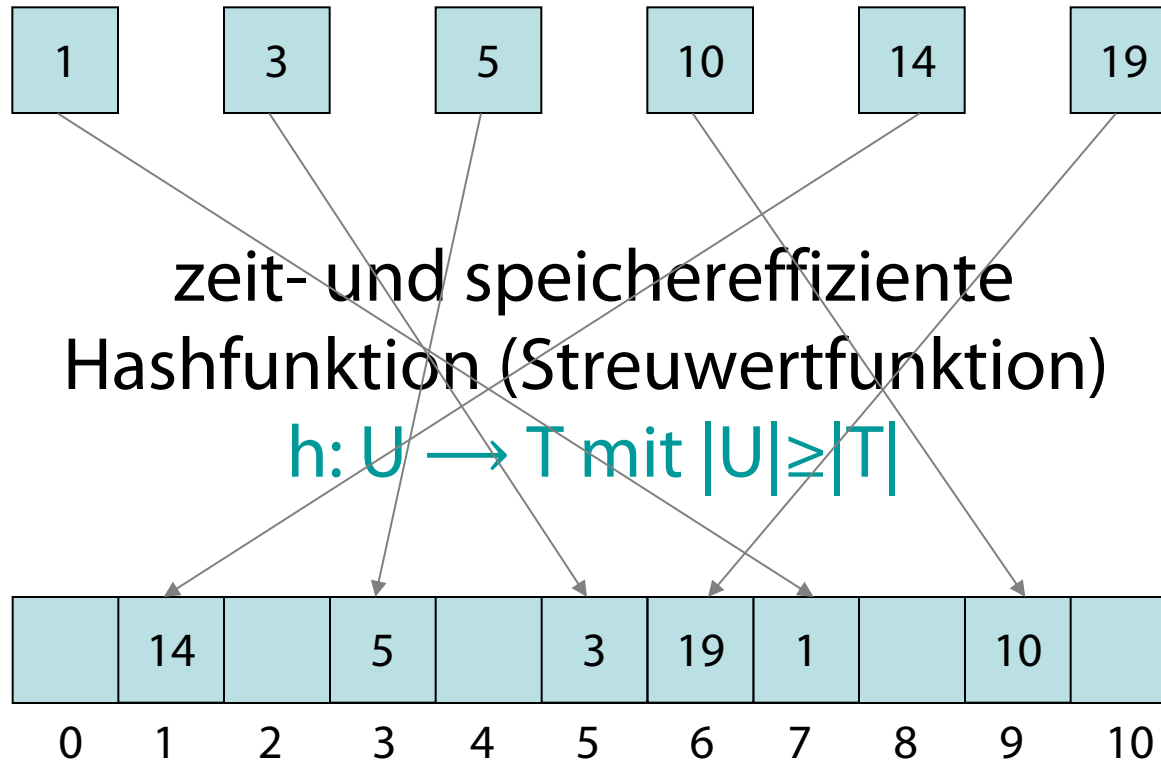 1 3 5 10 14 19
zeit- und speichereffiziente
Hashfunktion (Streuwertfunktion)
h: U ⟶ T mit |U|≥|T|
14 5 3 19 1 10
0 1 2 3 4 5 6 7 8 9 10